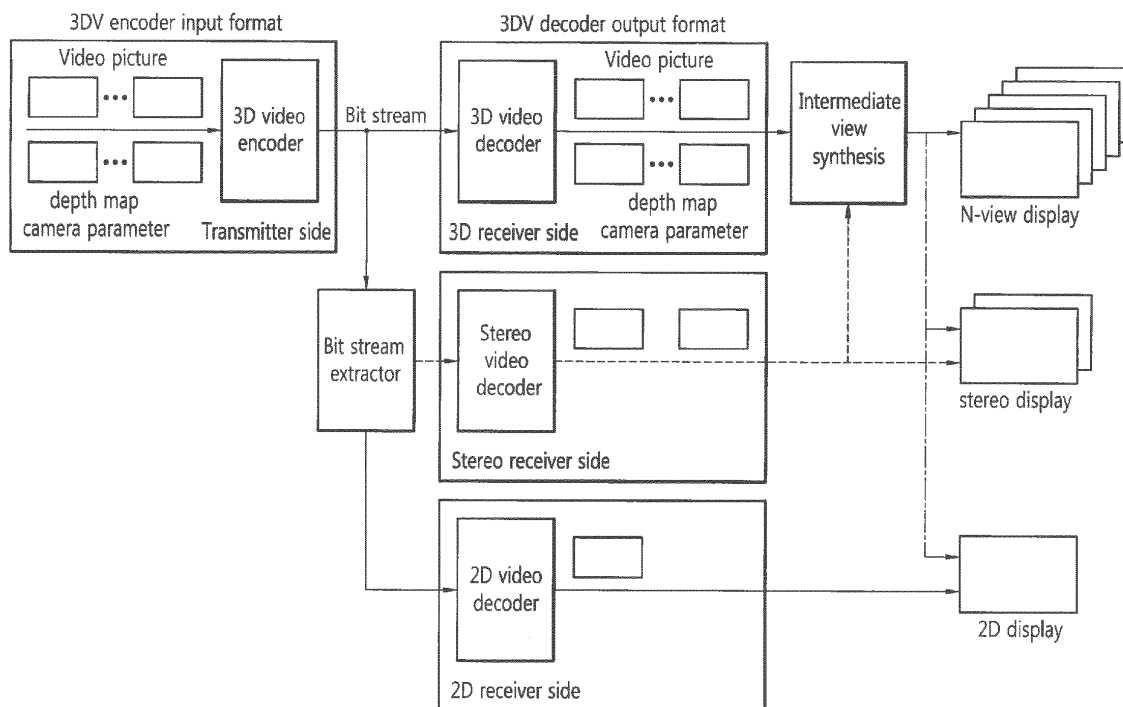 3DV encoder input format
3DV decoder output format
Video picture
•••
3D video
encoder
•••
depth map
camera parameter
Transmitter side
Bit stream
3D video
decoder
Video picture
•••
•••
depth map
camera parameter
3D receiver side
Intermediate
view
synthesis
N-view display
Bit stream
extractor
Stereo
video
decoder
Stereo receiver side
stereo display
2D video
decoder
2D receiver side
2D display